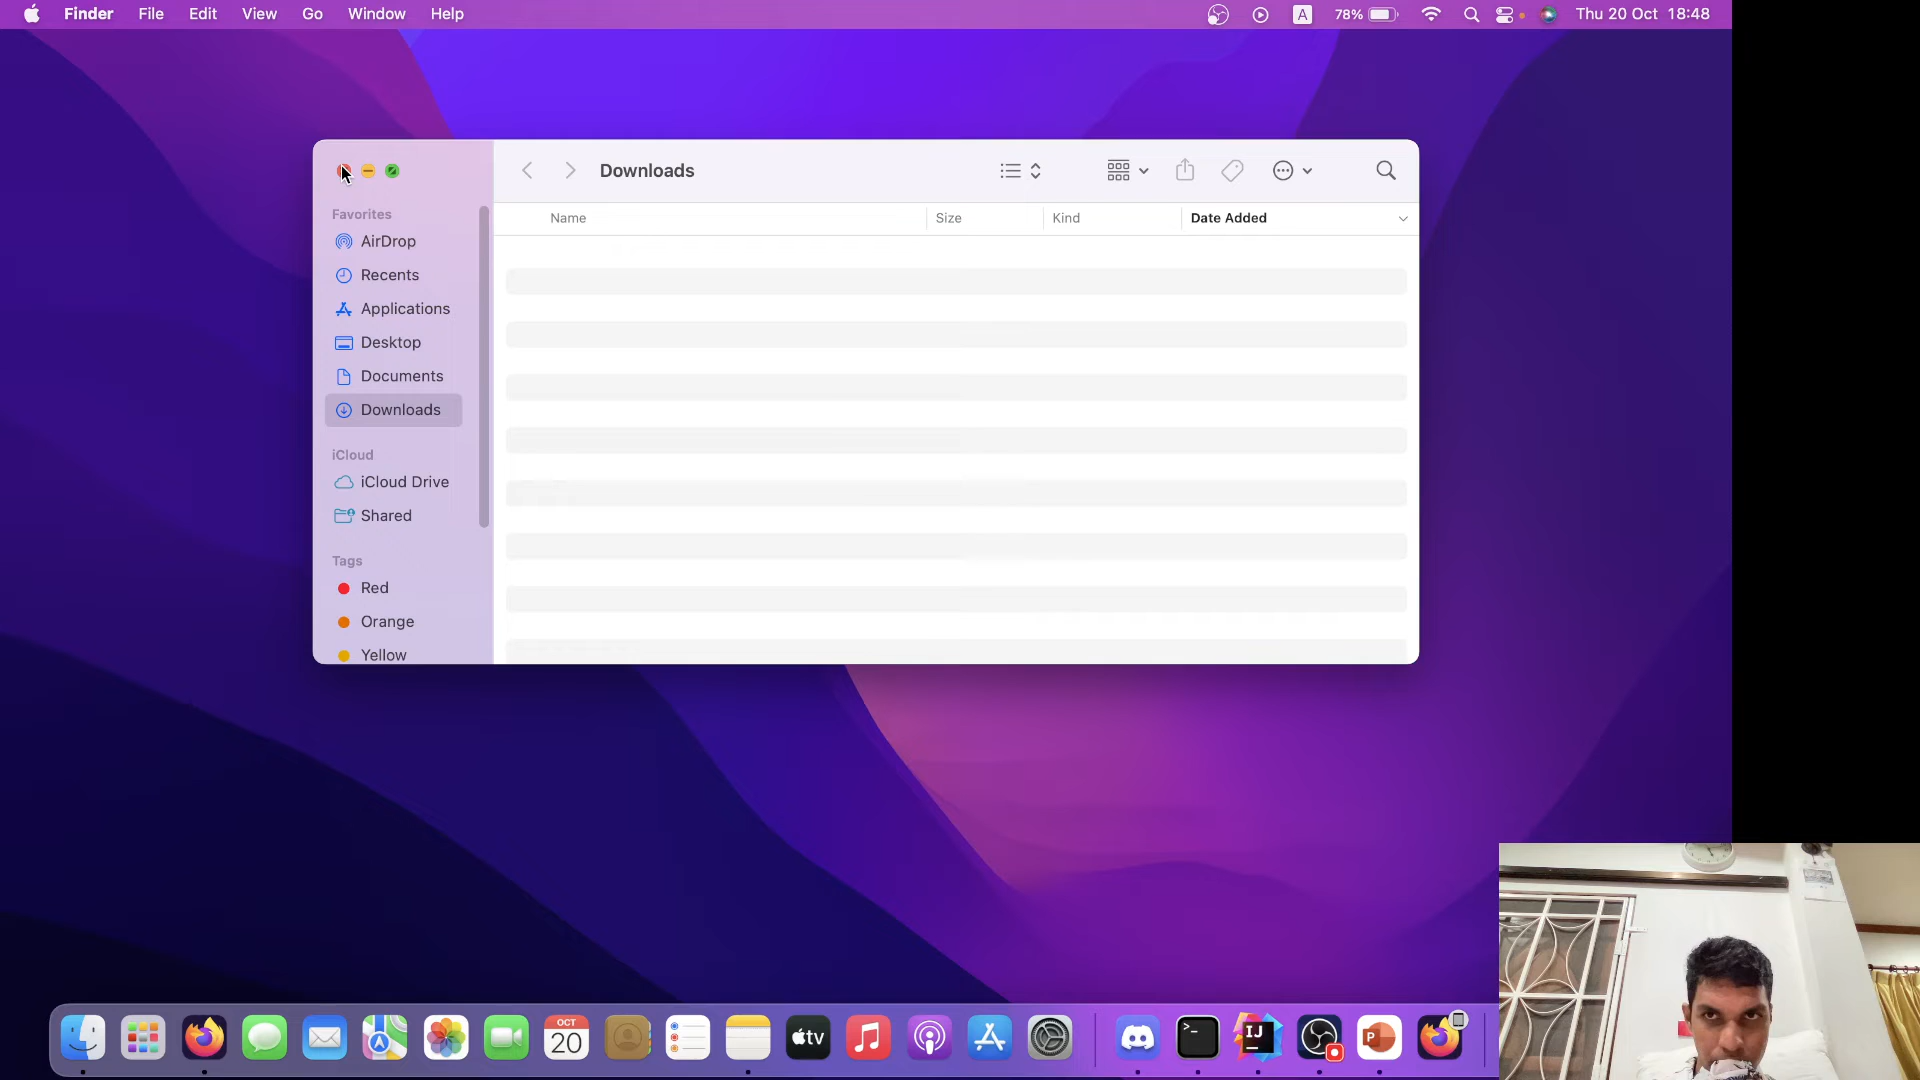 Finder File Edit View Go Window Help A 78% Thu 20 Oct 18:48
Downloads
Name Size Kind Date Added
Favorites
AirDrop
Recents
Applications
Desktop
Documents
Downloads
iCloud
iCloud Drive
Shared
Tags
Red
Orange
Yellow
OCT
20
tv
>_
IJ
P